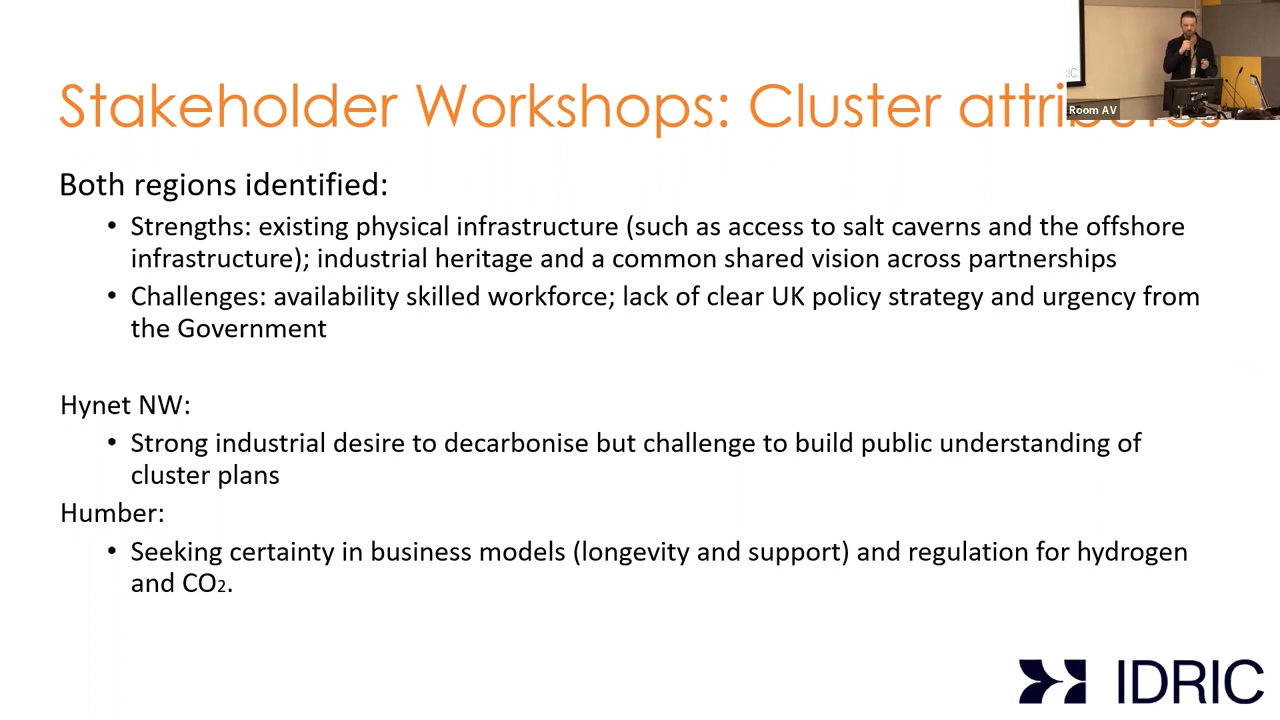 Stakeholder Workshops: Cluster
Room AV
Both regions identified:
• Strengths: existing physical infrastructure (such as access to salt caverns and the offshore
infrastructure); industrial heritage and a common shared vision across partnerships
• Challenges: availability skilled workforce; lack of clear UK policy strategy and urgency from
the Government
Hynet NW:
• Strong industrial desire to decarbonise but challenge to build public understanding of
cluster plans
Humber:
• Seeking certainty in business models (longevity and support) and regulation for hydrogen
and CO₂.
IDRIC